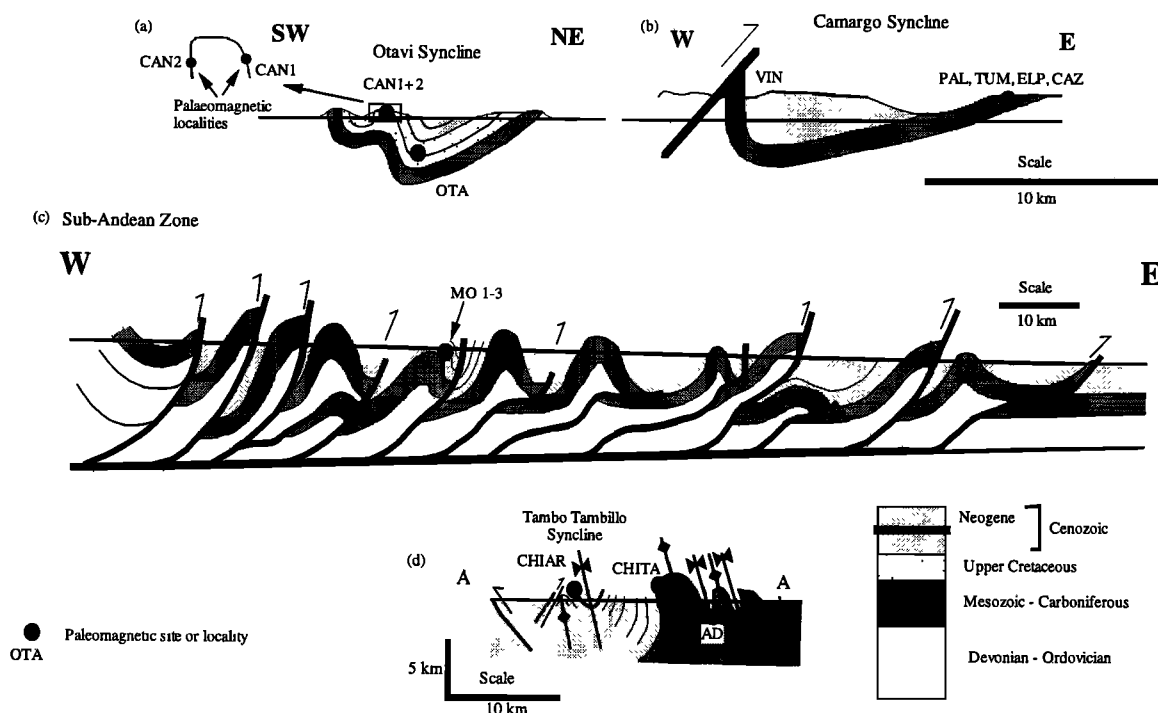 (a)
SW
NE
Otavi Syncline
CAN2
CAN1
CAN1+2
Palaeomagnetic
localities
OTA
(b)
Camargo Syncline
W
E
VIN
PAL, TUM, ELP, CAZ
Scale
10 km
(c) Sub-Andean Zone
W
E
MO 1-3
Scale
10 km
Tambo Tambillo
Syncline
(d)
CHIAR
CHITA
A
A
AD
5 km
Scale
10 km
Neogene
Cenozoic
Upper Cretaceous
Mesozoic - Carboniferous
Devonian - Ordovician
Paleomagnetic site or locality
OTA